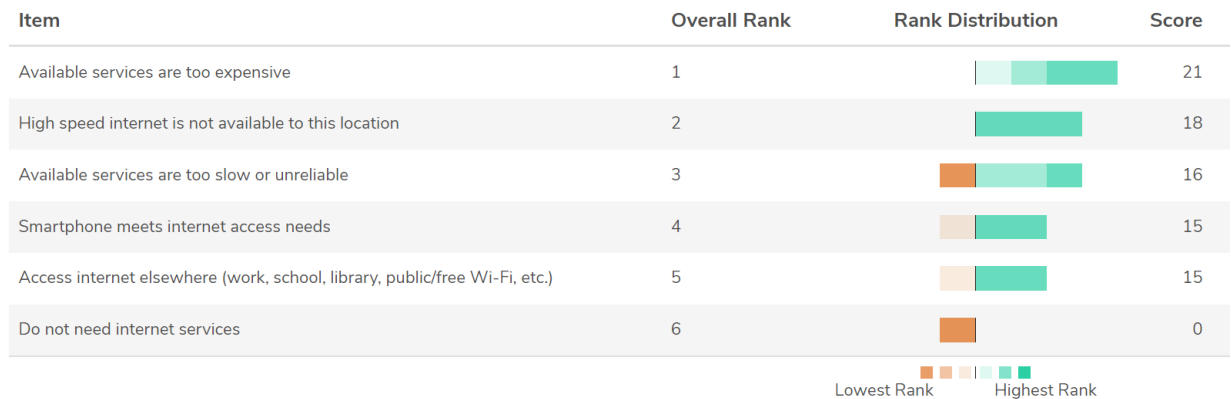 Item Overall Rank Rank Distribution Score
Available services are too expensive 1 21
High speed internet is not available to this location 2 18
Available services are too slow or unreliable 3 16
Smartphone meets internet access needs 4 15
Access internet elsewhere (work, school, library, public/free Wi-Fi, etc.) 5 15
Do not need internet services 6 0
Lowest Rank Highest Rank